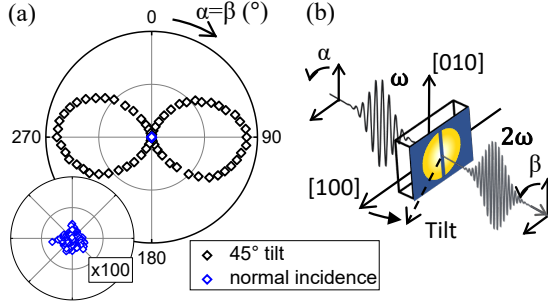 (a)
0
α=β (°)
270
90
180
x100
45° tilt
normal incidence
(b)
α
ω
[010]
2ω
β
[100]
Tilt